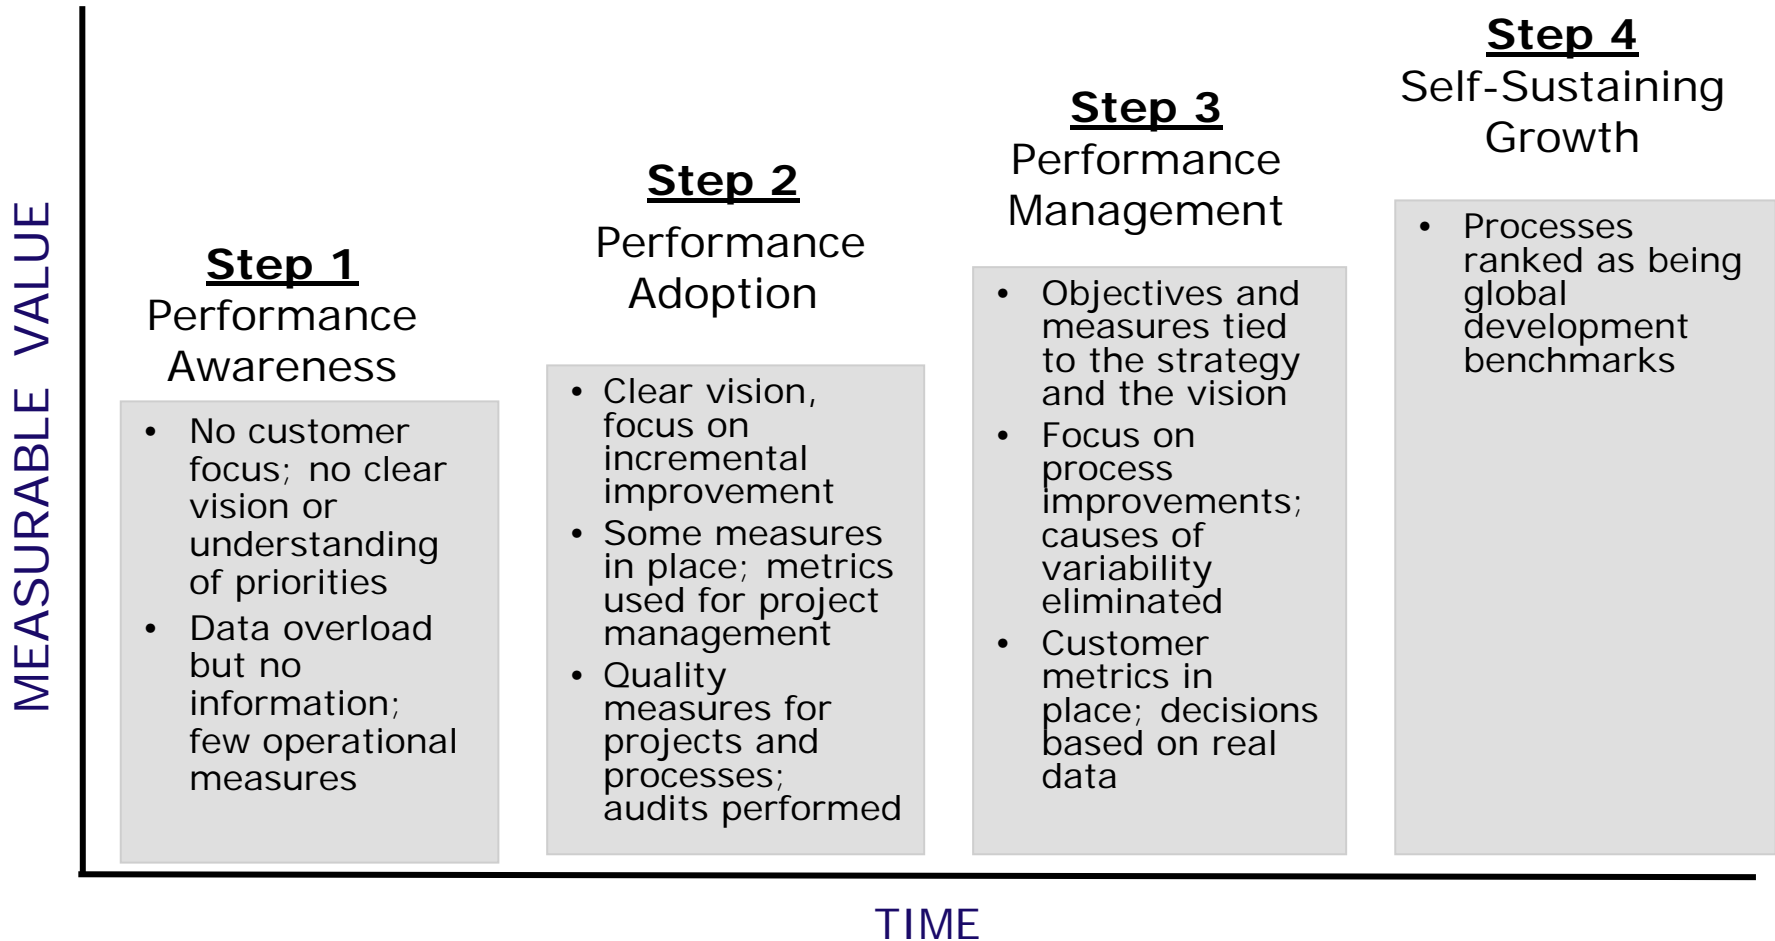 MEASURABLE VALUE
Step 1
Performance
Awareness
• No customer
focus; no clear
vision or
understanding
of priorities
• Data overload
but no
information;
few operational
measures
Step 2
Performance
Adoption
• Clear vision,
focus on
incremental
improvement
• Some measures
in place; metrics
used for project
management
• Quality
measures for
projects and
processes;
audits performed
Step 3
Performance
Management
• Objectives and
measures tied
to the strategy
and the vision
• Focus on
process
improvements;
causes of
variability
eliminated
• Customer
metrics in
place; decisions
based on real
data
Step 4
Self-Sustaining
Growth
• Processes
ranked as being
global
development
benchmarks
TIME